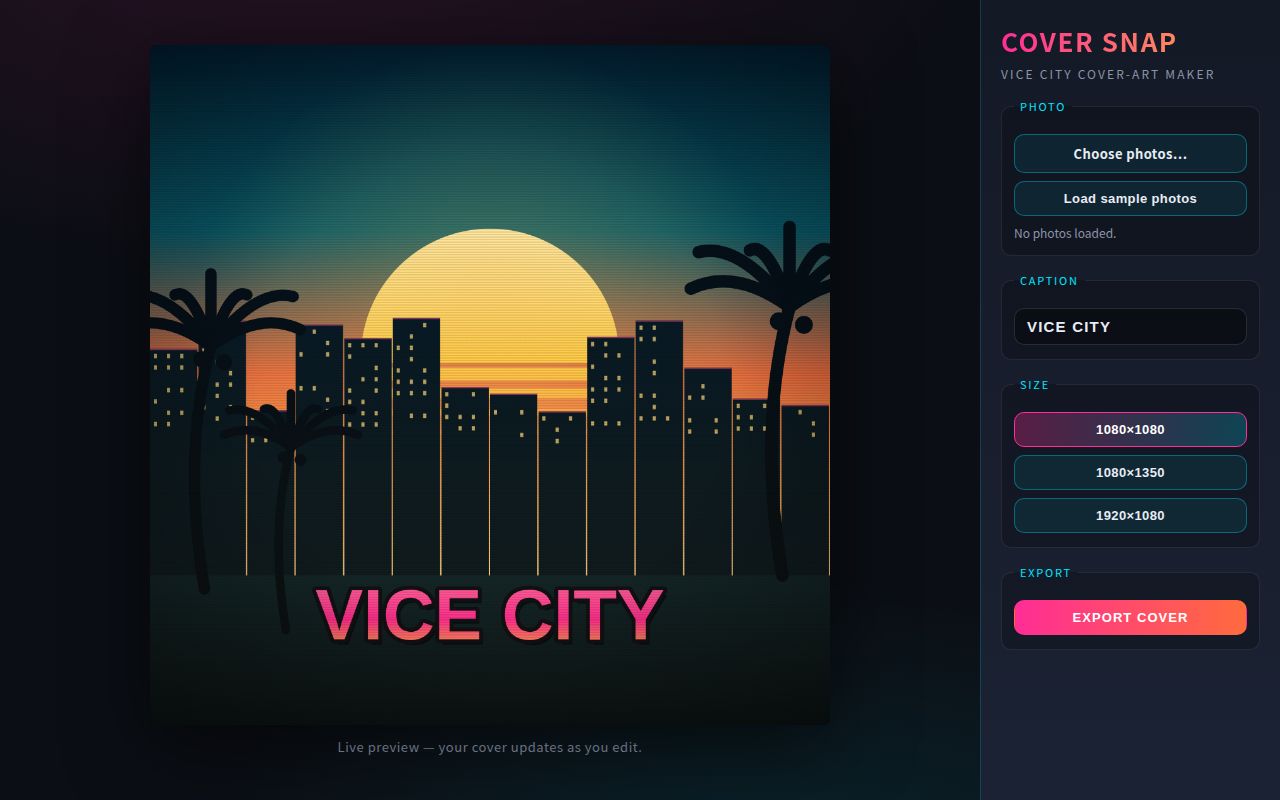 COVER SNAP
VICE CITY COVER-ART MAKER
PHOTO
Choose photos...
Load sample photos
No photos loaded.
CAPTION
VICE CITY
SIZE
1080×1080
1080×1350
1920×1080
EXPORT
EXPORT COVER
VICE CITY
Live preview — your cover updates as you edit.